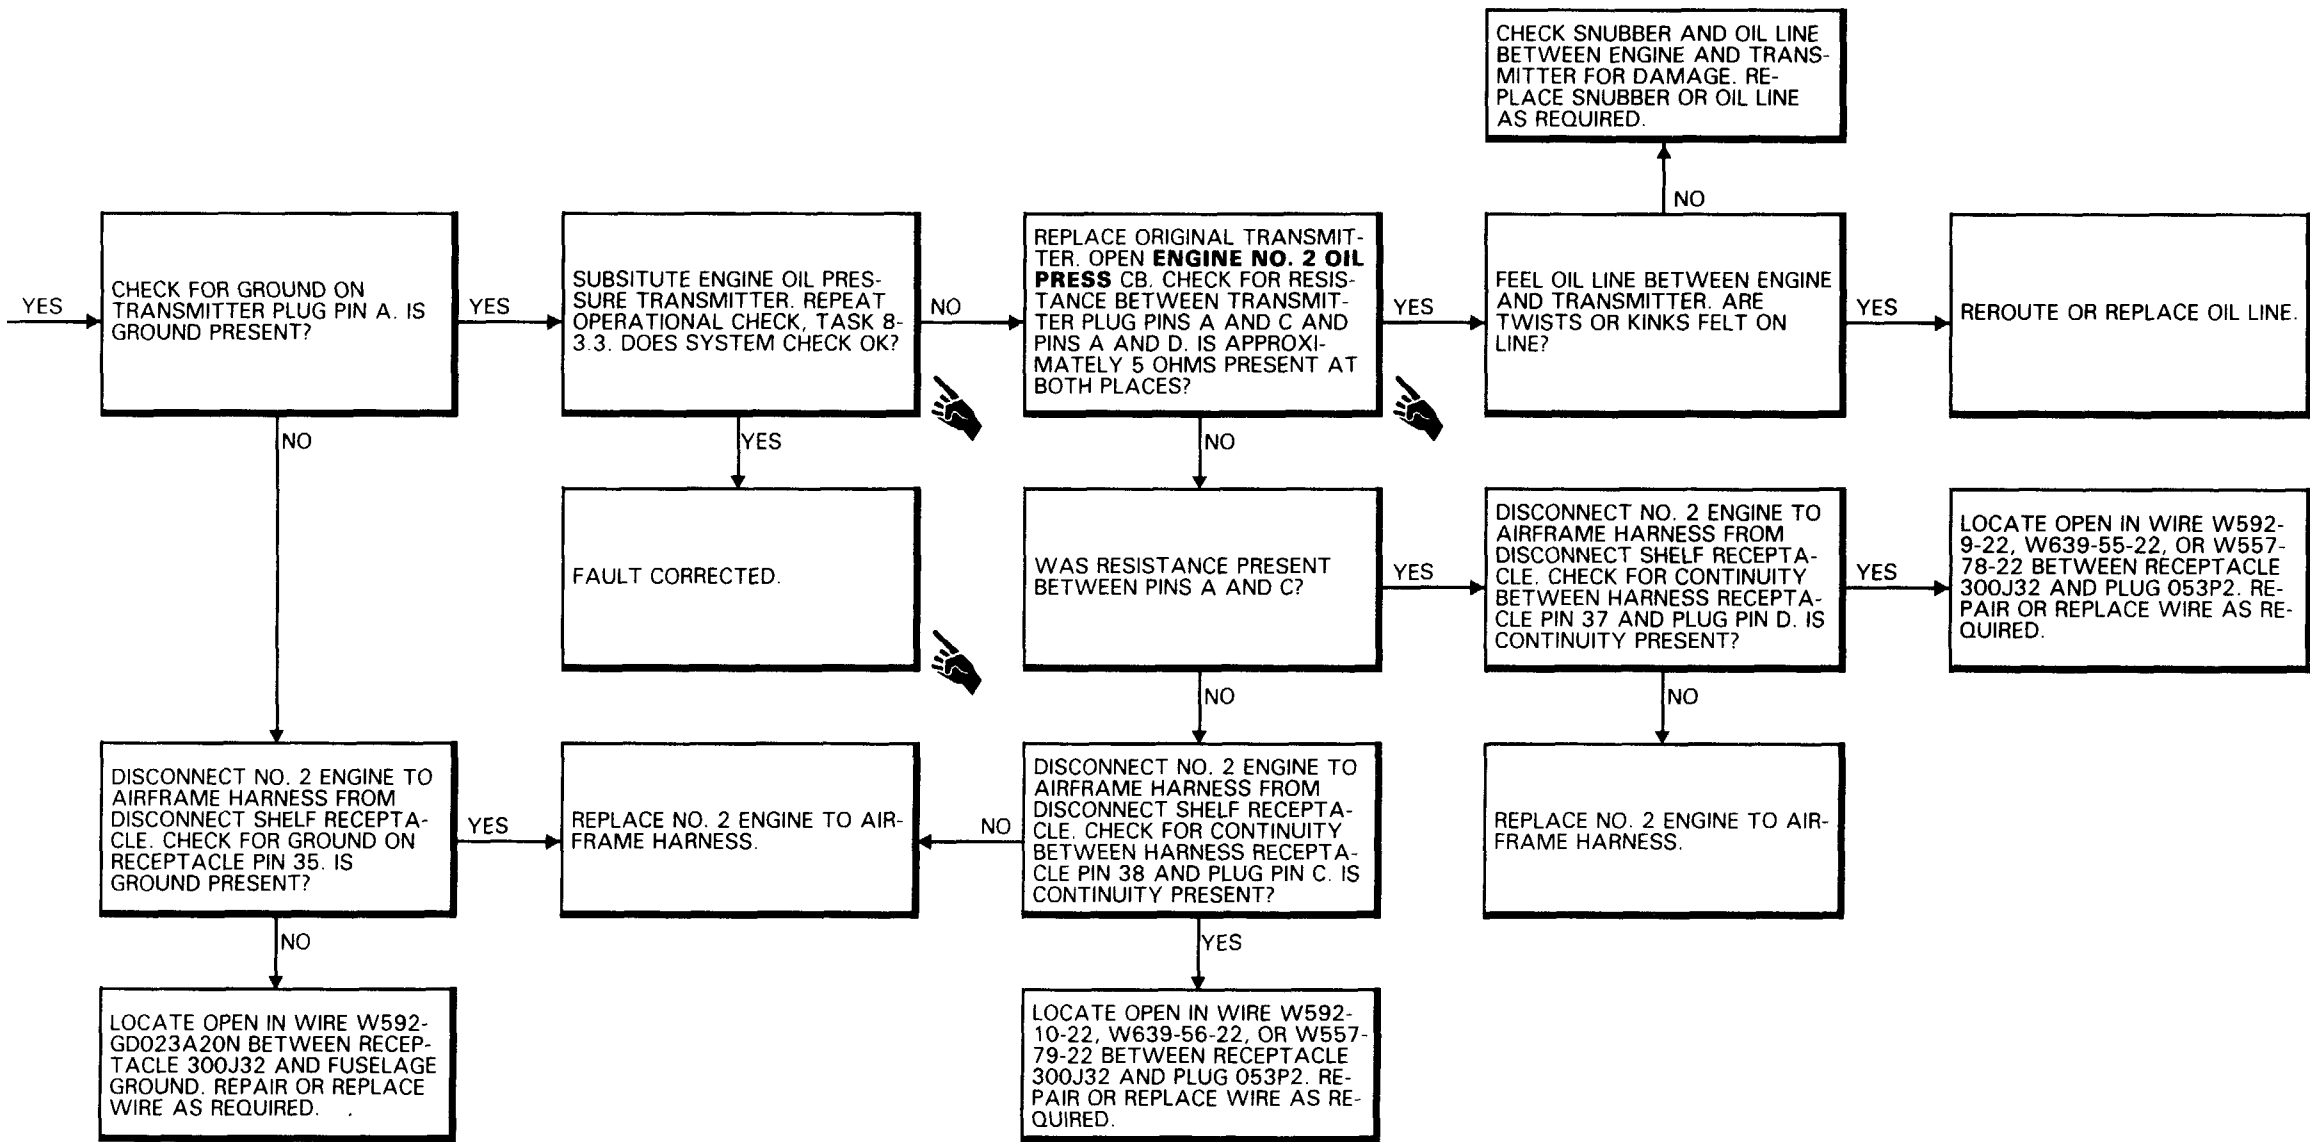 CHECK SNUBBER AND OIL LINE
BETWEEN ENGINE AND TRANS-
MITTER FOR DAMAGE. RE-
PLACE SNUBBER OR OIL LINE
AS REQUIRED.
NO
YES
CHECK FOR GROUND ON
TRANSMITTER PLUG PIN A. IS
GROUND PRESENT?
YES
SUBSITUTE ENGINE OIL PRES-
SURE TRANSMITTER. REPEAT
OPERATIONAL CHECK, TASK 8-
3.3. DOES SYSTEM CHECK OK?
NO
REPLACE ORIGINAL TRANSMIT-
TER. OPEN ENGINE NO. 2 OIL
PRESS CB. CHECK FOR RESIS-
TANCE BETWEEN TRANSMIT-
TER PLUG PINS A AND C AND
PINS A AND D. IS APPROXI-
MATELY 5 OHMS PRESENT AT
BOTH PLACES?
YES
FEEL OIL LINE BETWEEN ENGINE
AND TRANSMITTER. ARE
TWISTS OR KINKS FELT ON
LINE?
YES
REROUTE OR REPLACE OIL LINE.
NO
YES
NO
FAULT CORRECTED.
WAS RESISTANCE PRESENT
BETWEEN PINS A AND C?
YES
DISCONNECT NO. 2 ENGINE TO
AIRFRAME HARNESS FROM
DISCONNECT SHELF RECEPTA-
CLE. CHECK FOR CONTINUITY
BETWEEN HARNESS RECEPTA-
CLE PIN 37 AND PLUG PIN D. IS
CONTINUITY PRESENT?
YES
LOCATE OPEN IN WIRE W592-
9-22, W639-55-22, OR W557-
78-22 BETWEEN RECEPTACLE
300J32 AND PLUG 053P2. RE-
PAIR OR REPLACE WIRE AS RE-
QUIRED.
NO
NO
DISCONNECT NO. 2 ENGINE TO
AIRFRAME HARNESS FROM
DISCONNECT SHELF RECEPTA-
CLE. CHECK FOR GROUND ON
RECEPTACLE PIN 35. IS
GROUND PRESENT?
YES
REPLACE NO. 2 ENGINE TO AIR-
FRAME HARNESS.
NO
DISCONNECT NO. 2 ENGINE TO
AIRFRAME HARNESS FROM
DISCONNECT SHELF RECEPTA-
CLE. CHECK FOR CONTINUITY
BETWEEN HARNESS RECEPTA-
CLE PIN 38 AND PLUG PIN C. IS
CONTINUITY PRESENT?
REPLACE NO. 2 ENGINE TO AIR-
FRAME HARNESS.
NO
YES
LOCATE OPEN IN WIRE W592-
GD023A20N BETWEEN RECEP-
TACLE 300J32 AND FUSELAGE
GROUND. REPAIR OR REPLACE
WIRE AS REQUIRED.
LOCATE OPEN IN WIRE W592-
10-22, W639-56-22, OR W557-
79-22 BETWEEN RECEPTACLE
300J32 AND PLUG 053P2. RE-
PAIR OR REPLACE WIRE AS RE-
QUIRED.